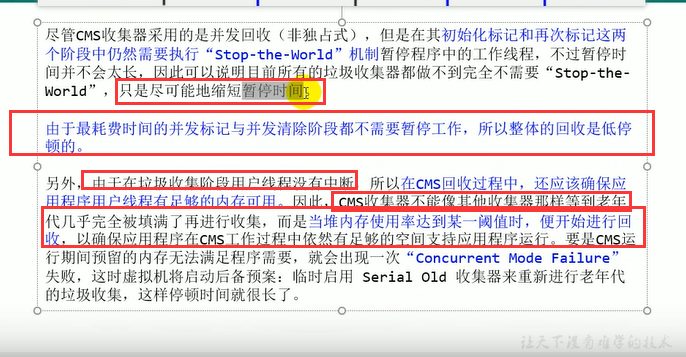 尽管CMS收集器采用的是并发回收（非独占式），但是在其初始化标记和再次标记这两
个阶段中仍然需要执行“Stop-the-World”机制暂停程序中的工作线程，不过暂停时
间并不会太长，因此可以说明目前所有的垃圾收集器都做不到完全不需要“Stop-the-
World”，只是尽可能地缩短暂停时间。
由于最耗费时间的并发标记与并发清除阶段都不需要暂停工作，所以整体的回收是低停
顿的。
另外，由于在垃圾收集阶段用户线程没有中断，所以在CMS回收过程中，还应该确保应
用程序用户线程有足够的内存可用。因此，CMS收集器不能像其他收集器那样等到老年
代几乎完全被填满了再进行收集，而是当堆内存使用率达到某一阈值时，便开始进行回
收，以确保应用程序在CMS工作过程中依然有足够的空间支持应用程序运行。要是CMS运
行期间预留的内存无法满足程序需要，就会出现一次“Concurrent Mode Failure”
失败，这时虚拟机将启动后备预案：临时启用 Serial Old 收集器来重新进行老年代
的垃圾收集，这样停顿时间就很长了。
让天下没有难学的技术